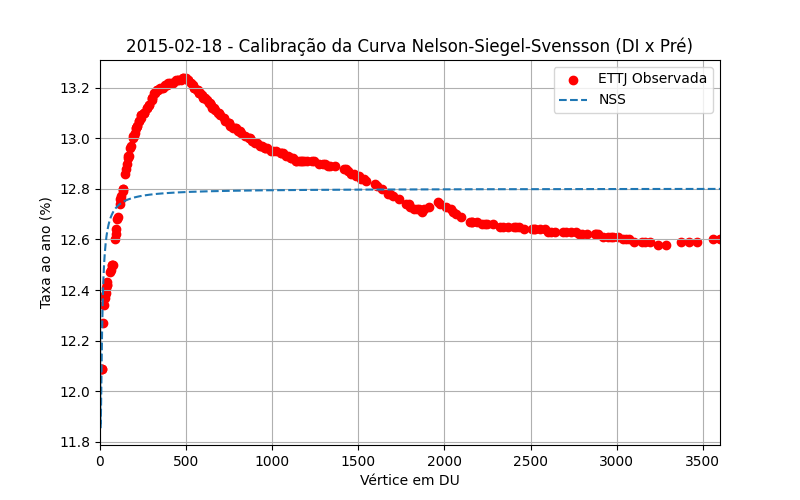 2015-02-18 - Calibração da Curva Nelson-Siegel-Svensson (DI x Pré)
ETTJ Observada
NSS
Taxa ao ano (%)
13.2
13.0
12.8
12.6
12.4
12.2
12.0
11.8
0 500 1000 1500 2000 2500 3000 3500
Vértice em DU